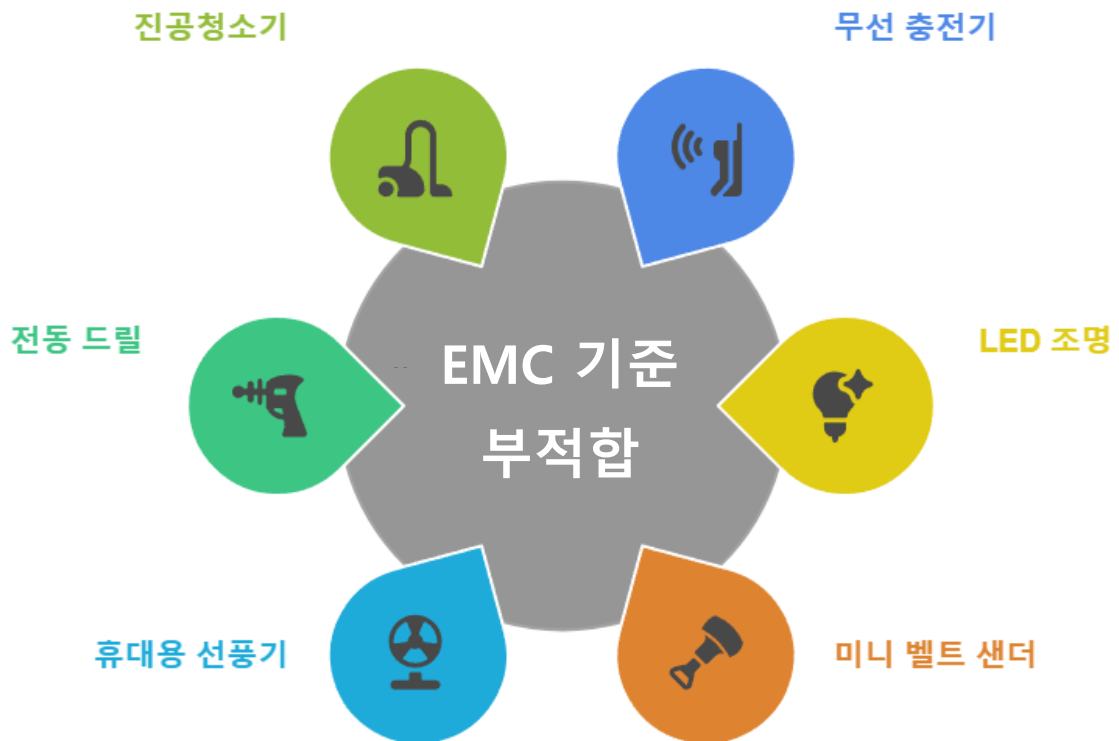 진공청소기
무선 충전기
전동 드릴
EMC 기준
부적합
LED 조명
휴대용 선풍기
미니 벨트 샌더